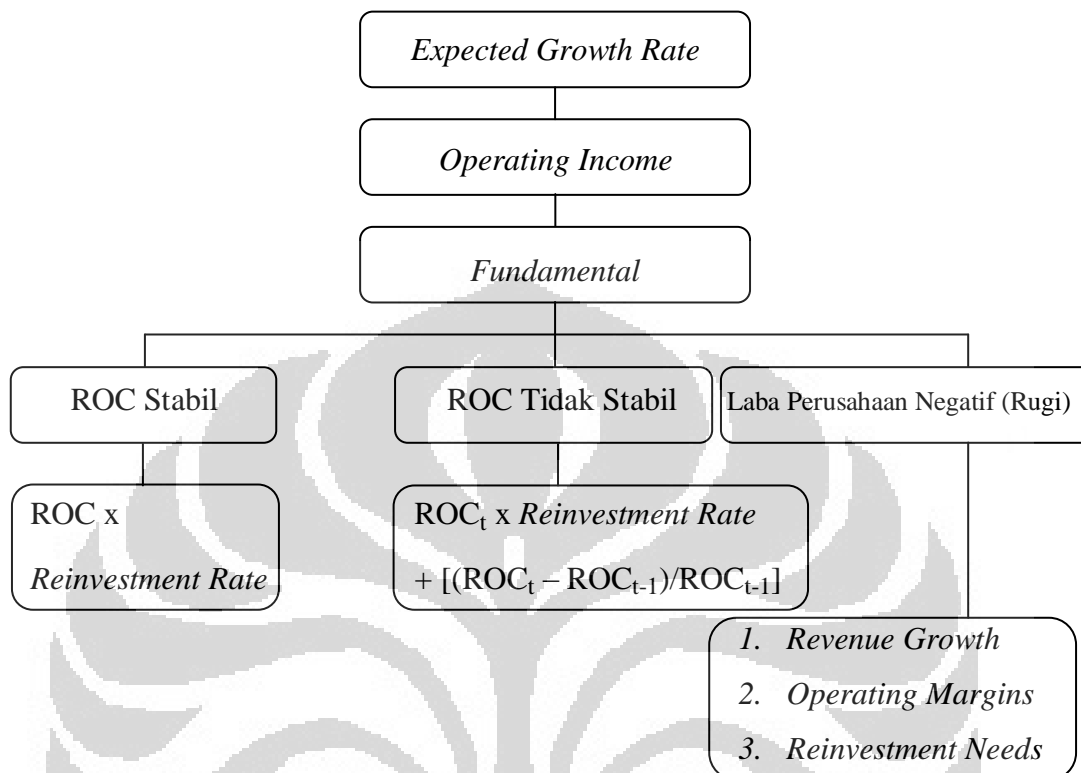 Expected Growth Rate
Operating Income
Fundamental
ROC Stabil
ROC Tidak Stabil
Laba Perusahaan Negatif (Rugi)
ROC x
Reinvestment Rate
ROCₜ x Reinvestment Rate
+ [(ROCₜ – ROCₜ₋₁)/ROCₜ₋₁]
1. Revenue Growth
2. Operating Margins
3. Reinvestment Needs